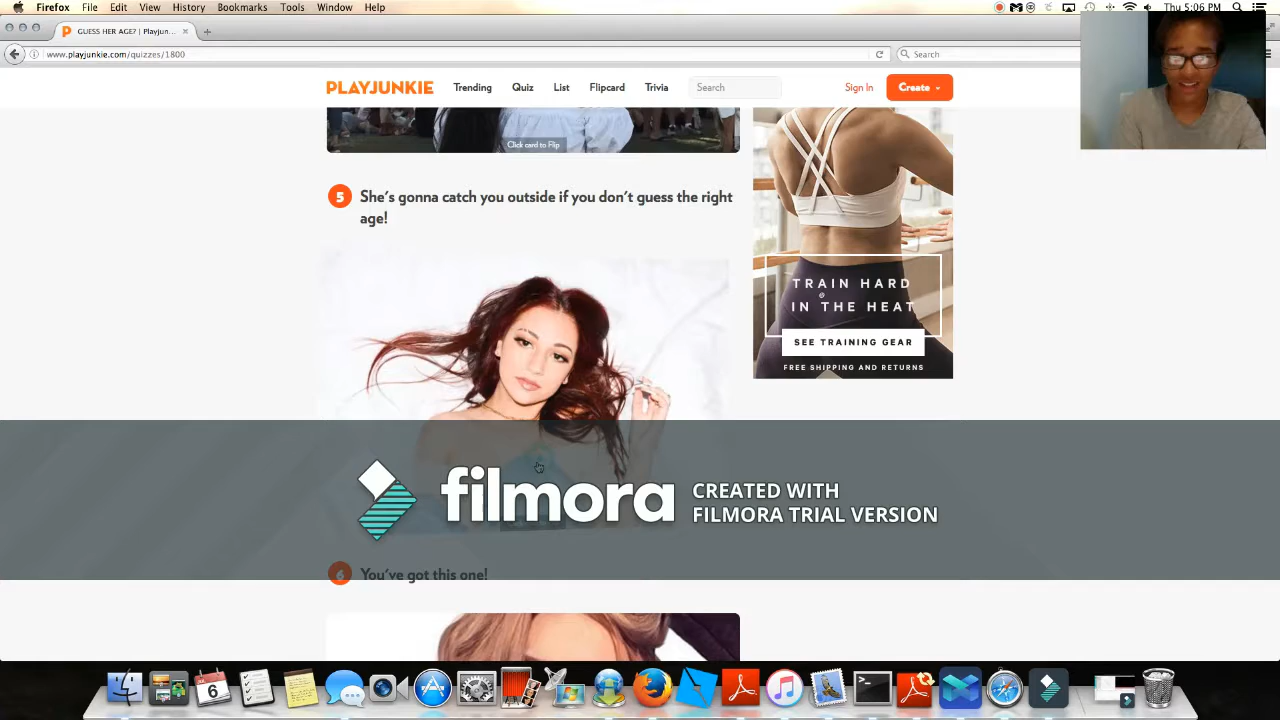 Firefox File Edit View History Bookmarks Tools Window Help
Thu 5:06 PM
GUESS HER AGE? | Playjun...
www.playjunkie.com/quizzes/1800
Search
PLAYJUNKIE
Trending Quiz List Flipcard Trivia
Search
Sign In
Create
Click card to Flip
5 She's gonna catch you outside if you don't guess the right
age!
TRAIN HARD
IN THE HEAT
SEE TRAINING GEAR
FREE SHIPPING AND RETURNS
filmora
CREATED WITH
FILMORA TRIAL VERSION
6 You've got this one!
6